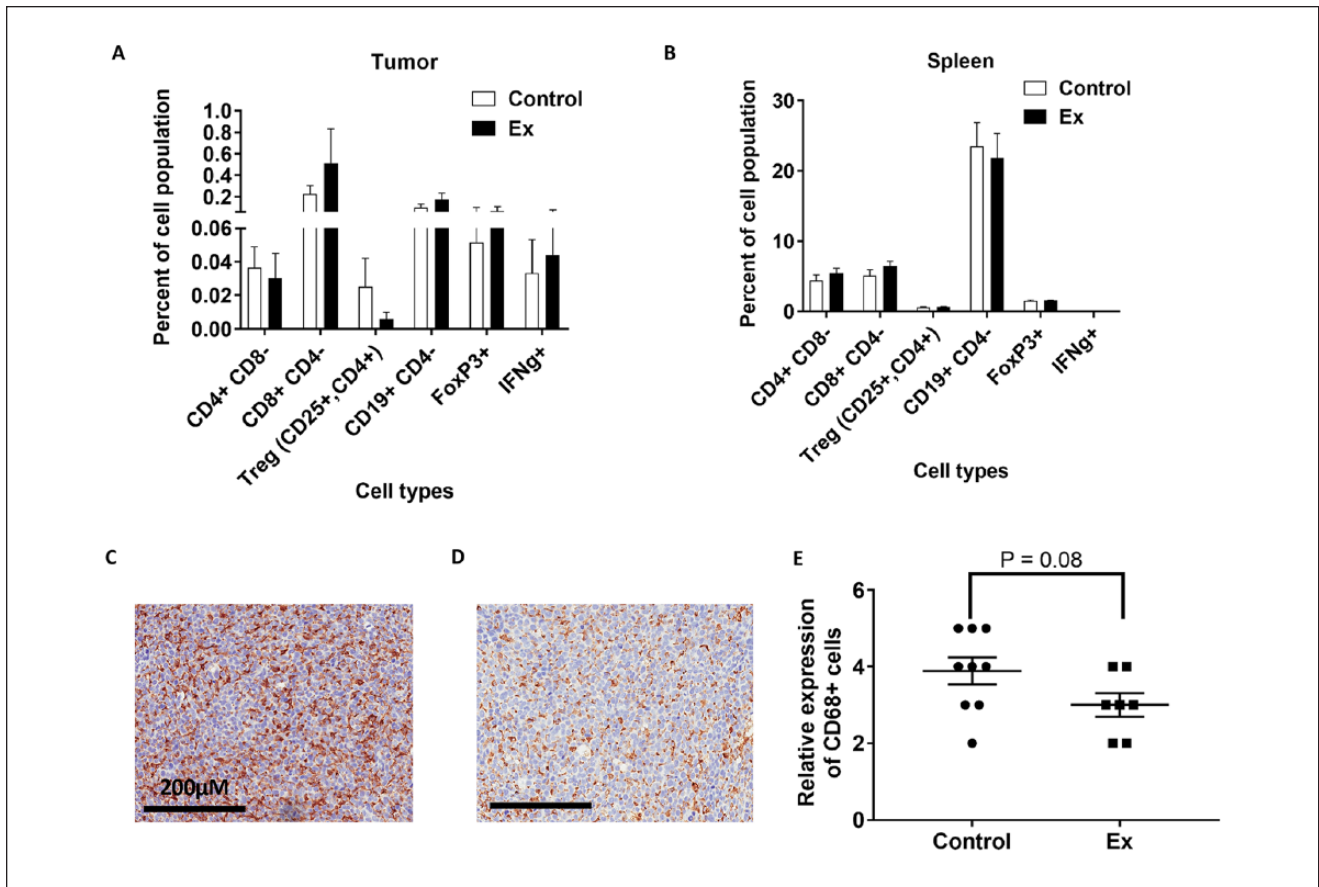 A
Tumor
Control
Ex
Percent of cell population
1.0
0.8
0.6
0.4
0.2
0.06
0.04
0.02
0.00
CD4+ CD8-
CD8+ CD4-
Treg (CD25+, CD4+)
CD19+ CD4-
FoxP3+
IFNg+
Cell types
B
Spleen
Control
Ex
Percent of cell population
30
20
10
0
CD4+ CD8-
CD8+ CD4-
Treg (CD25+, CD4+)
CD19+ CD4-
FoxP3+
IFNg+
Cell types
C
200µM
D
E
P = 0.08
Relative expression
of CD68+ cells
6
4
2
0
Control
Ex